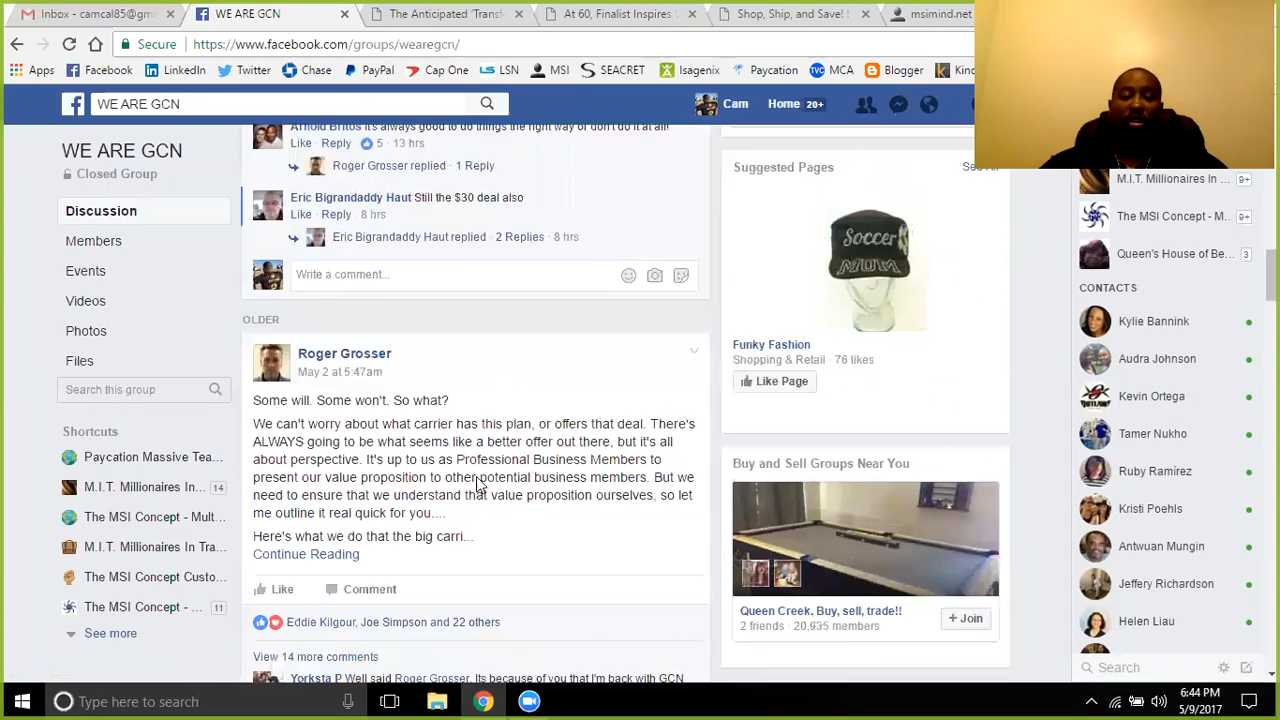 Inbox - camcal85@gm
WE ARE GCN
The Anticipated 'Transf
At 60, Finalist Inspires
Shop, Ship, and Save!
msimind.net
Secure
https://www.facebook.com/groups/wearegcn/
Apps Facebook LinkedIn Twitter Chase PayPal Cap One LSN MSI SEACRET Isagenix Paycation MCA Blogger
WE ARE GCN
Cam
Home 20+
WE ARE GCN
Closed Group
Discussion
Members
Events
Videos
Photos
Files
Search this group
Shortcuts
Paycation Massive Tea...
M.I.T. Millionaires In... 14
The MSI Concept - Mult...
M.I.T. Millionaires In Tra...
The MSI Concept Custo...
The MSI Concept - ... 11
See more
Arnold Britos It's always good to do things the right way or don't do it at all!
Like · Reply · 5 · 13 hrs
Roger Grosser replied · 1 Reply
Eric Bigrandaddy Haut Still the $30 deal also
Like · Reply · 8 hrs
Eric Bigrandaddy Haut replied · 2 Replies · 8 hrs
Write a comment...
OLDER
Roger Grosser
May 2 at 5:47am
Some will. Some won't. So what?
We can't worry about what carrier has this plan, or offers that deal. There's
ALWAYS going to be what seems like a better offer out there, but it's all
about perspective. It's up to us as Professional Business Members to
present our value proposition to other potential business members. But we
need to ensure that we understand that value proposition ourselves, so let
me outline it real quick for you....
Here's what we do that the big carri...
Continue Reading
Like Comment
Eddie Kilgour, Joe Simpson and 22 others
View 14 more comments
Yorksta P Well said Roger Grosser, Its because of you that I'm back with GCN
Suggested Pages
Soccer
MOM
Funky Fashion
Shopping & Retail · 76 likes
Like Page
Buy and Sell Groups Near You
Queen Creek, Buy, sell, trade!!
2 friends · 20,935 members
+ Join
M.I.T. Millionaires In ... 9+
The MSI Concept - M... 9+
Queen's House of Be... 3
CONTACTS
Kylie Bannink
Audra Johnson
Kevin Ortega
Tamer Nukho
Ruby Ramírez
Kristi Poehls
Antwuan Mungin
Jeffery Richardson
Helen Liau
Search
Type here to search
6:44 PM
5/9/2017